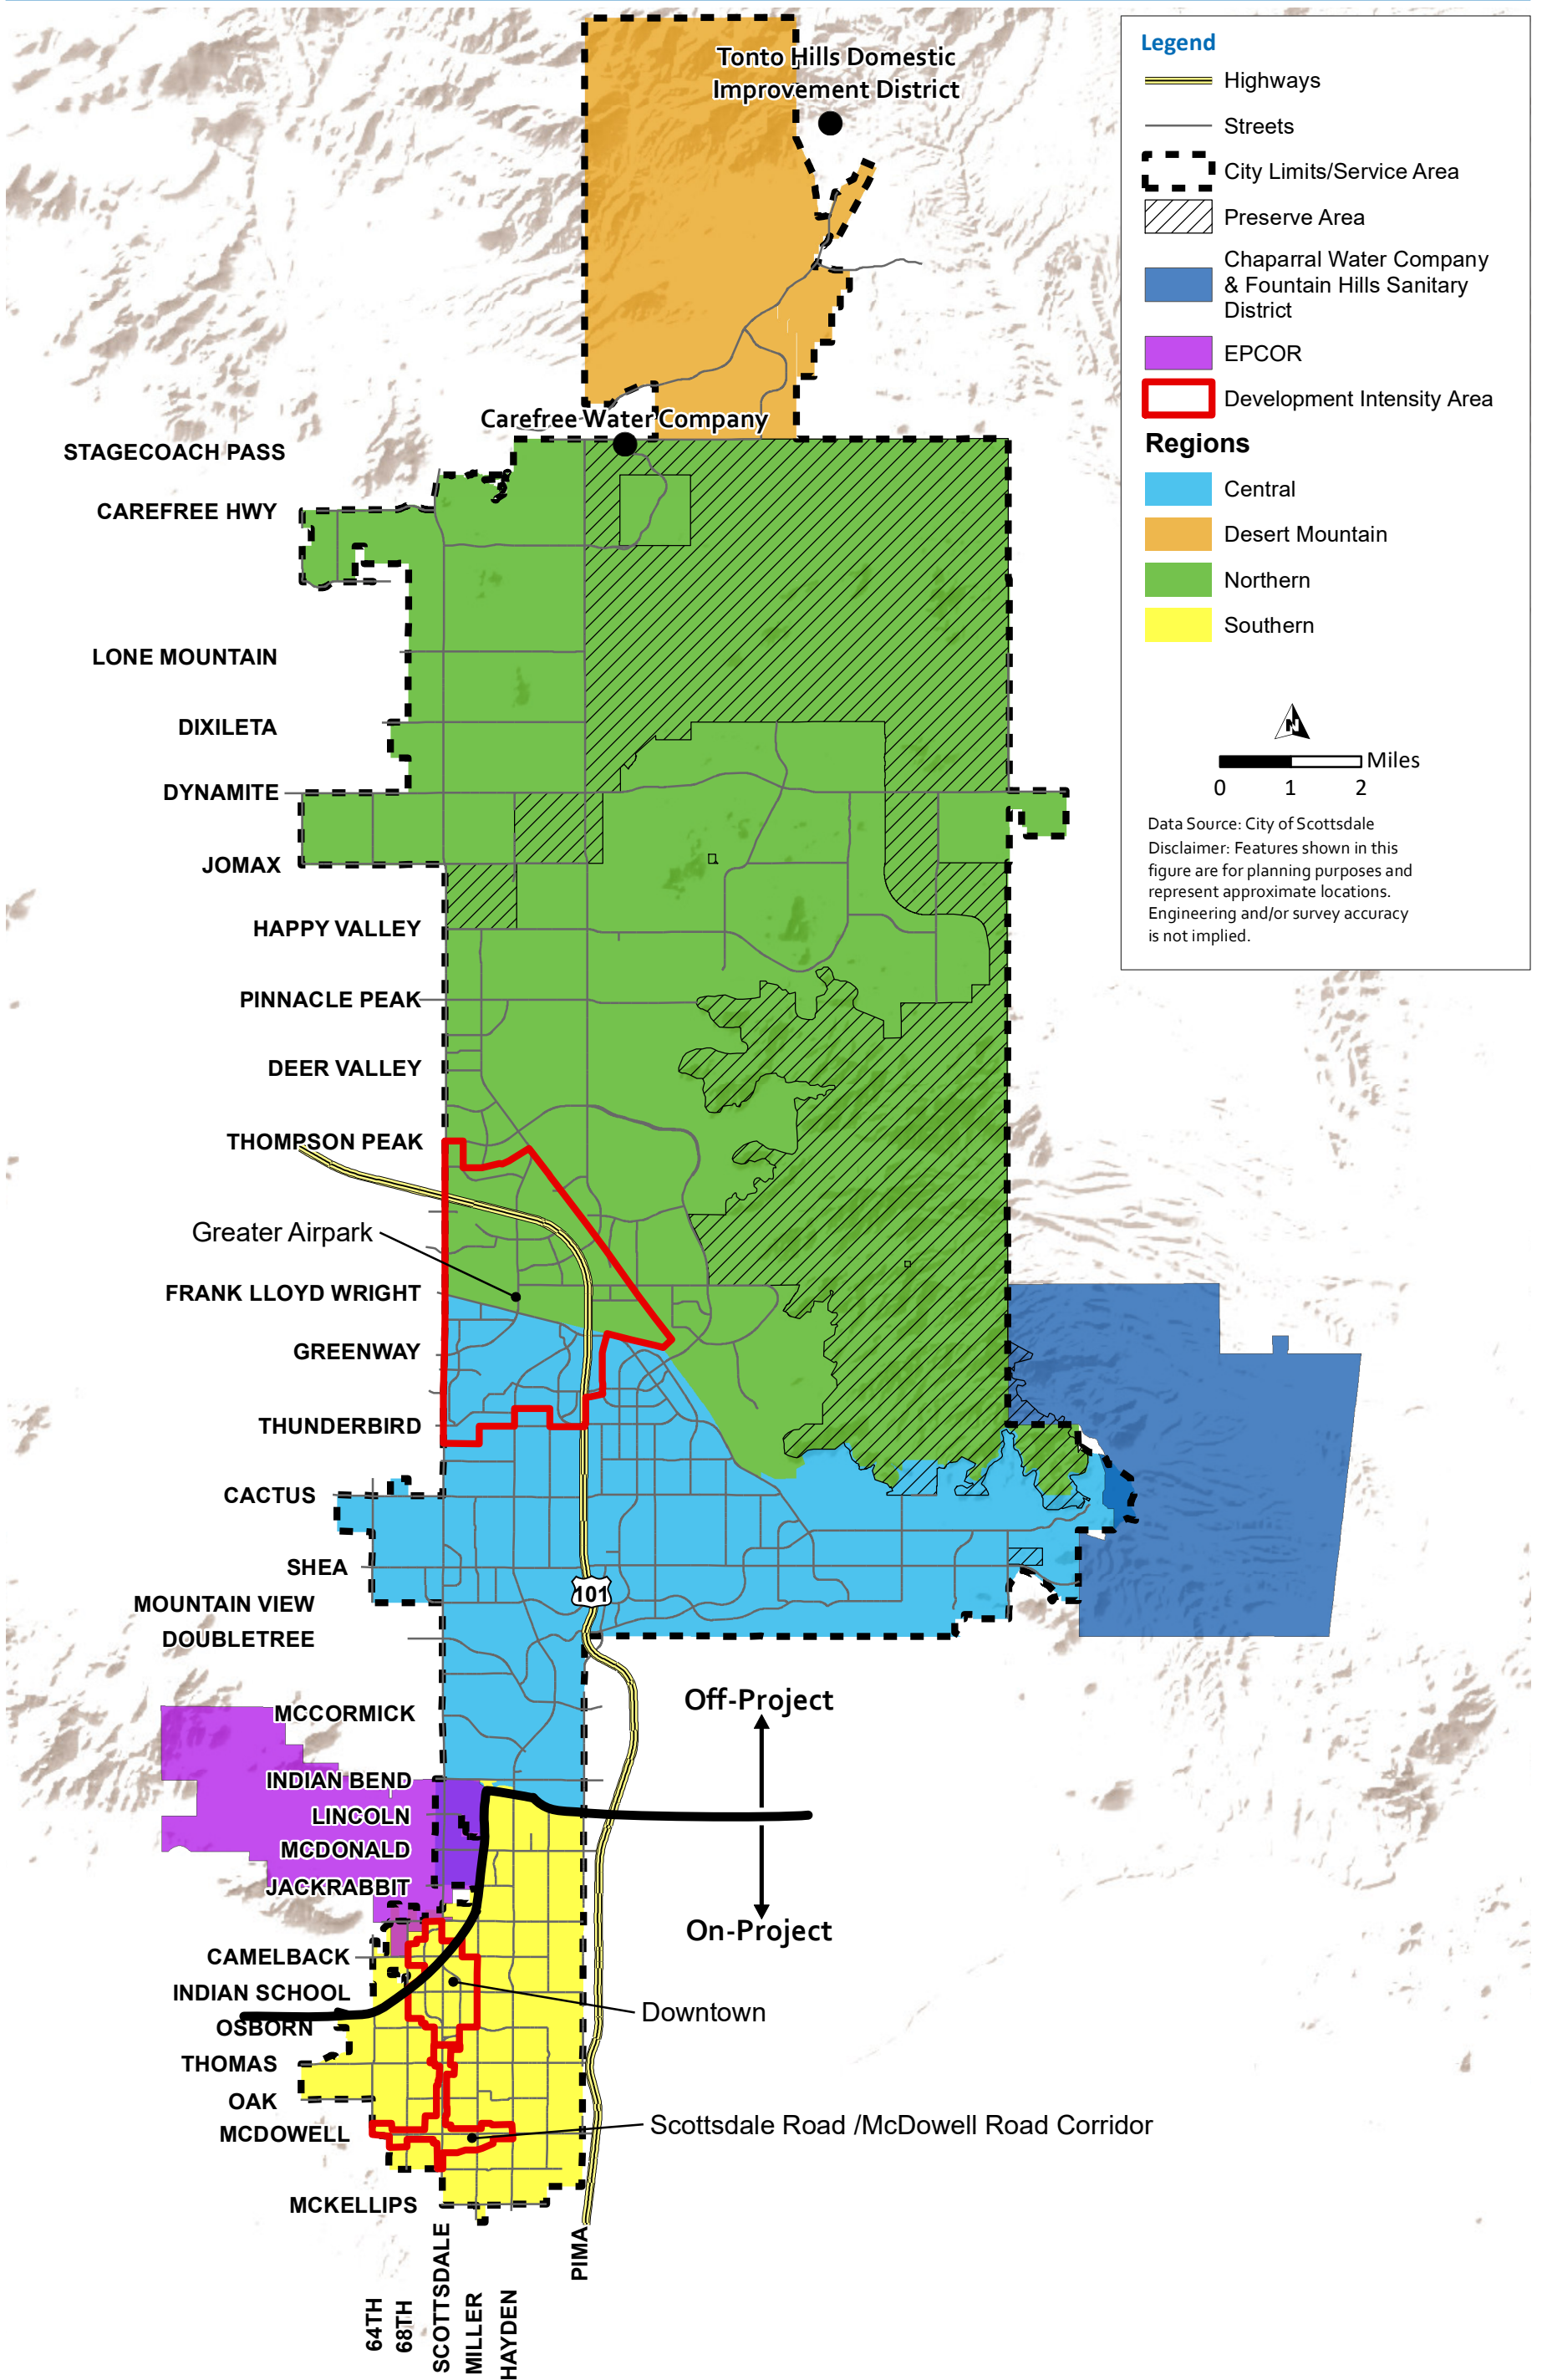 Tonto Hills Domestic
Improvement District
Carefree Water Company
STAGECOACH PASS
CAREFREE HWY
LONE MOUNTAIN
DIXILETA
DYNAMITE
JOMAX
HAPPY VALLEY
PINNACLE PEAK
DEER VALLEY
THOMPSON PEAK
Greater Airpark
FRANK LLOYD WRIGHT
GREENWAY
THUNDERBIRD
CACTUS
SHEA
101
MOUNTAIN VIEW
DOUBLETREE
Off-Project
MCCORMICK
INDIAN BEND
LINCOLN
MCDONALD
JACKRABBIT
On-Project
CAMELBACK
INDIAN SCHOOL
Downtown
OSBORN
THOMAS
OAK
MCDOWELL
Scottsdale Road /McDowell Road Corridor
MCKELLIPS
64TH
68TH
SCOTTSDALE
MILLER
HAYDEN
PIMA
Legend
Highways
Streets
City Limits/Service Area
Preserve Area
Chaparral Water Company
& Fountain Hills Sanitary
District
EPCOR
Development Intensity Area
Regions
Central
Desert Mountain
Northern
Southern
N
Miles
0 1 2
Data Source: City of Scottsdale
Disclaimer: Features shown in this
figure are for planning purposes and
represent approximate locations.
Engineering and/or survey accuracy
is not implied.